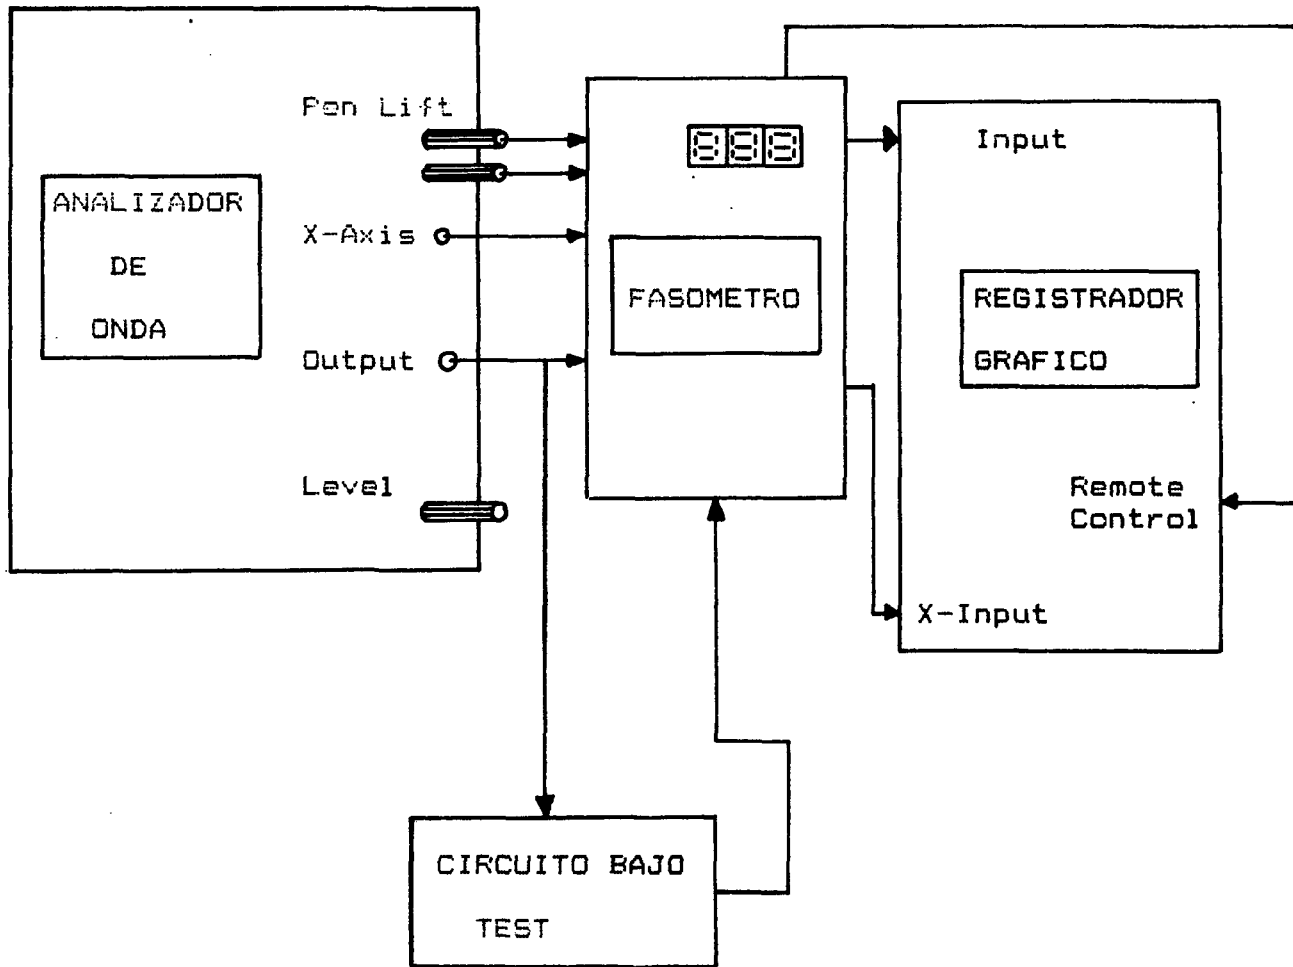 Pen Lift
ANALIZADOR
DE
ONDA
X-Axis
Output
Level
888
FASOMETRO
Input
REGISTRADOR
GRAFICO
Remote
Control
X-Input
CIRCUITO BAJO
TEST